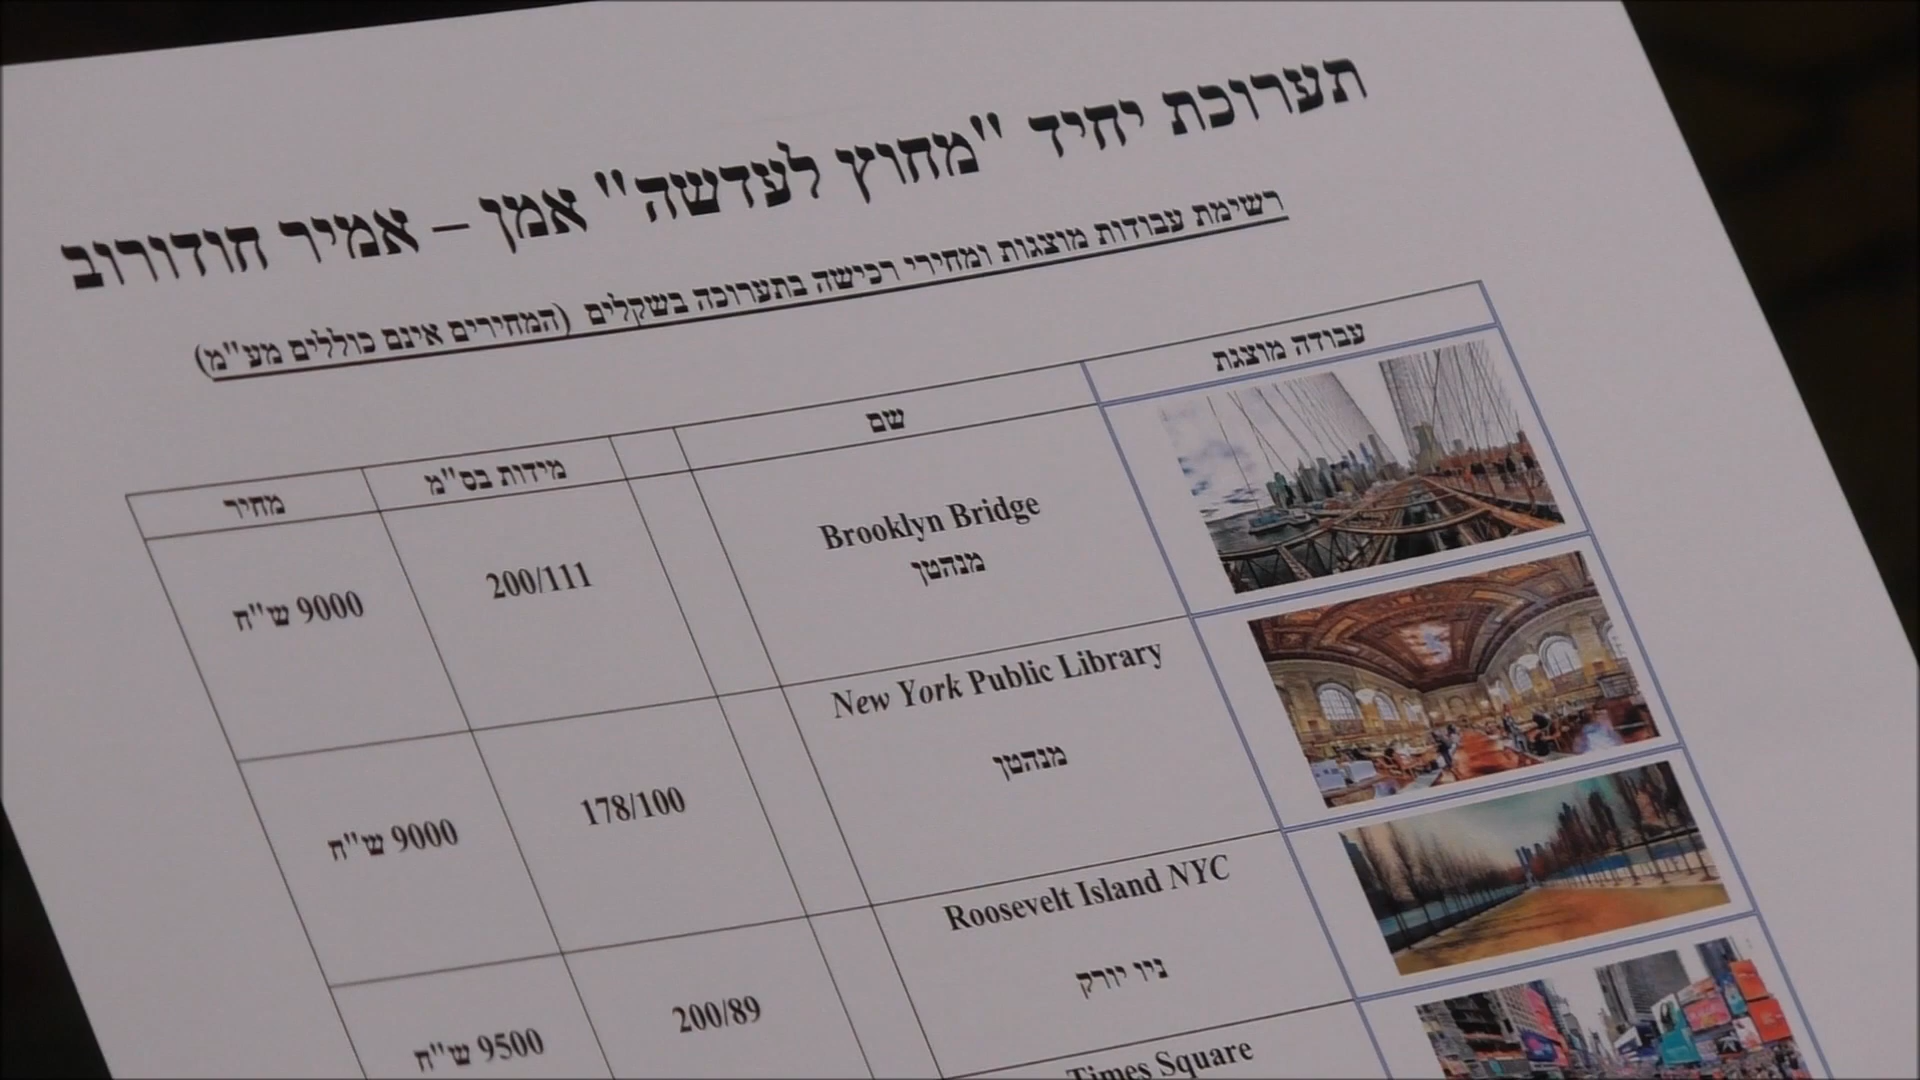 תערוכת יחיד "מחוץ לעדשה" אמן – אמיר חודורוב
רשימת עבודות מוצגות ומחירי רכישה בתערוכה בשקלים (המחירים אינם כוללים מע"מ)
עבודה מוצגת
שם
מידות בס"מ
מחיר
Brooklyn Bridge
מנהטן
200/111
9000 ש"ח
New York Public Library
מנהטן
178/100
9000 ש"ח
Roosevelt Island NYC
ניו יורק
200/89
9500 ש"ח
Times Square